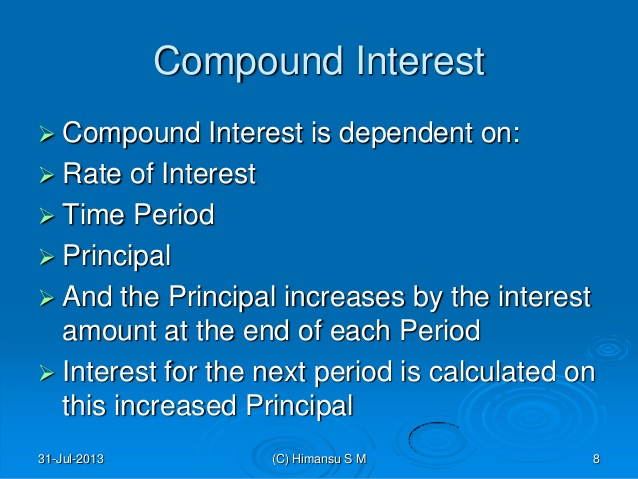 Compound Interest
➢ Compound Interest is dependent on:
➢ Rate of Interest
➢ Time Period
➢ Principal
➢ And the Principal increases by the interest
amount at the end of each Period
➢ Interest for the next period is calculated on
this increased Principal
31-Jul-2013 (C) Himansu S M 8